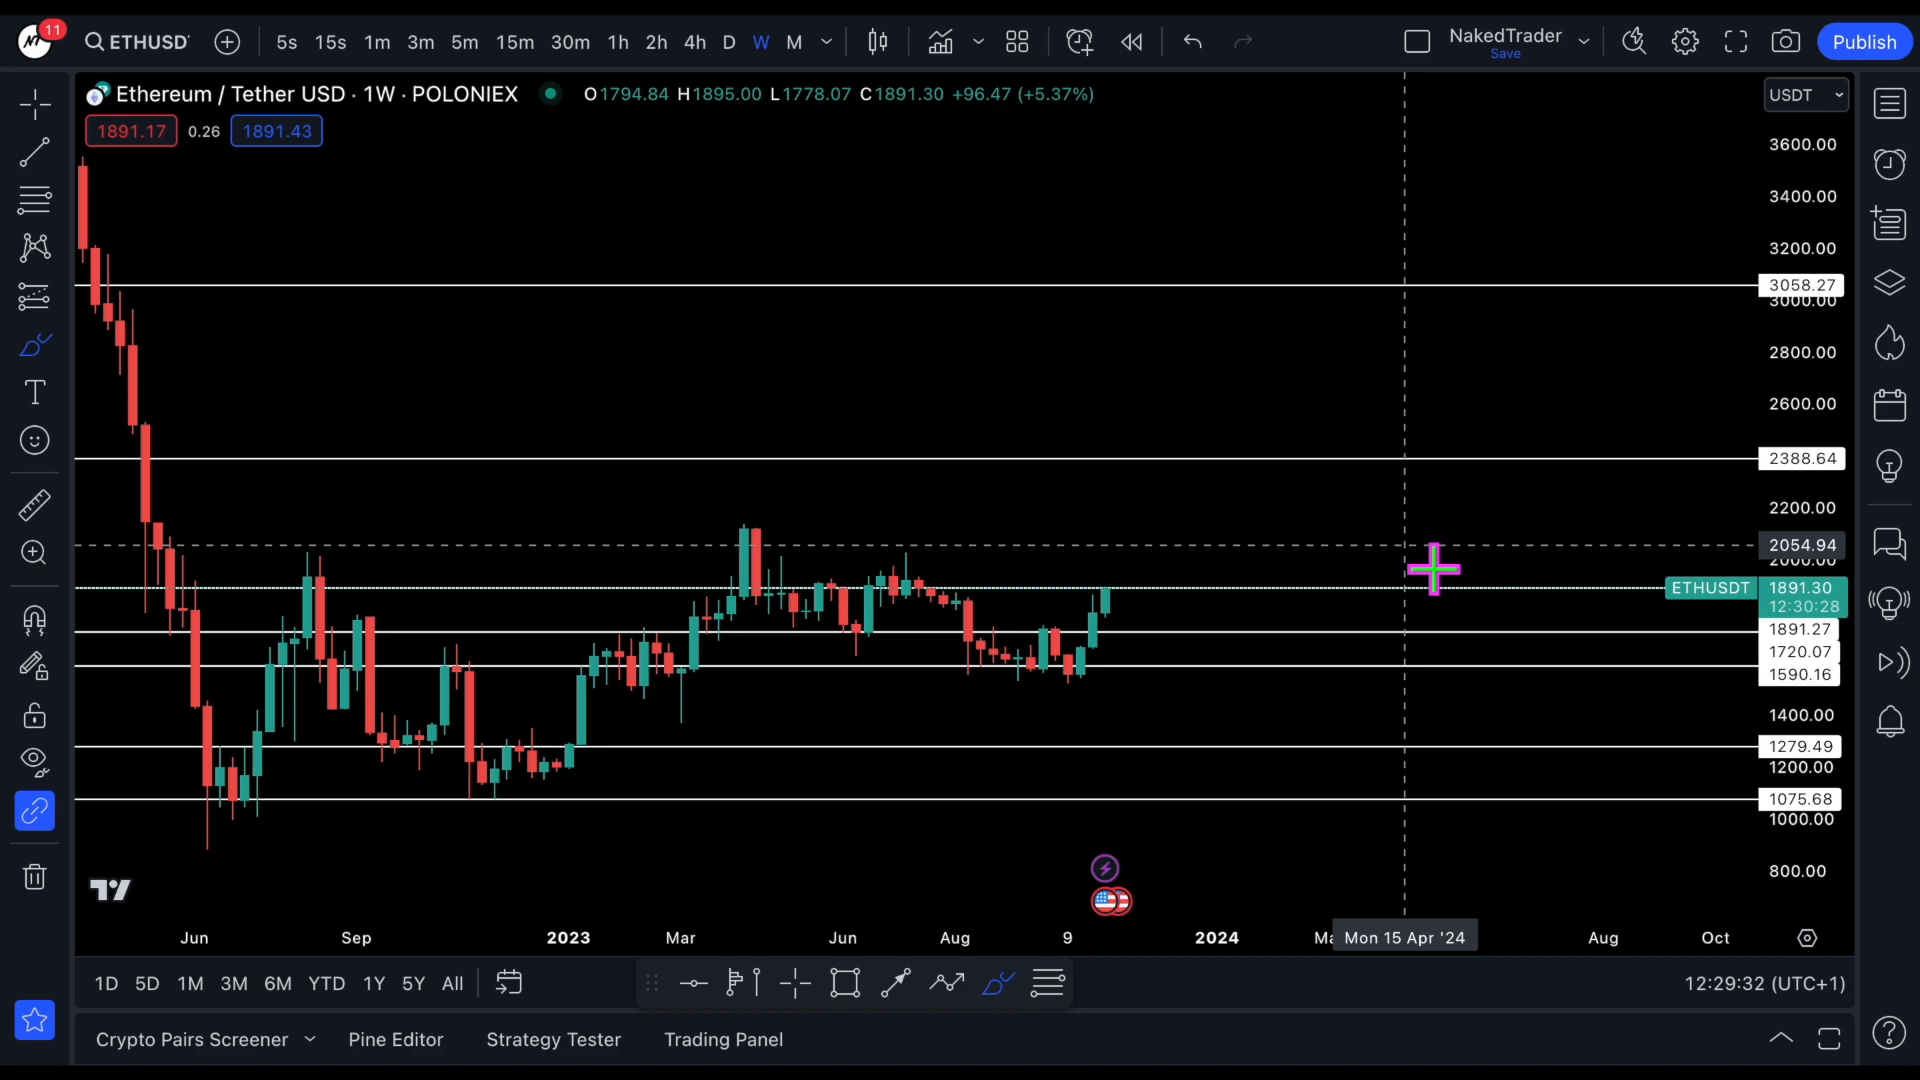 11
ETHUSD
5s 15s 1m 3m 5m 15m 30m 1h 2h 4h D W M
NakedTrader
Save
Publish
Ethereum / Tether USD · 1W · POLONIEX
O1794.84 H1895.00 L1778.07 C1891.30 +96.47 (+5.37%)
USDT
1891.17 0.26 1891.43
3600.00
3400.00
3200.00
3058.27
3000.00
2800.00
2600.00
2388.64
2200.00
2054.94
2000.00
ETHUSDT 1891.30
12:30:28
1891.27
1720.07
1590.16
1400.00
1279.49
1200.00
1075.68
1000.00
800.00
Jun Sep 2023 Mar Jun Aug 9 2024 Ma Mon 15 Apr '24 Aug Oct
1D 5D 1M 3M 6M YTD 1Y 5Y All
12:29:32 (UTC+1)
Crypto Pairs Screener Pine Editor Strategy Tester Trading Panel